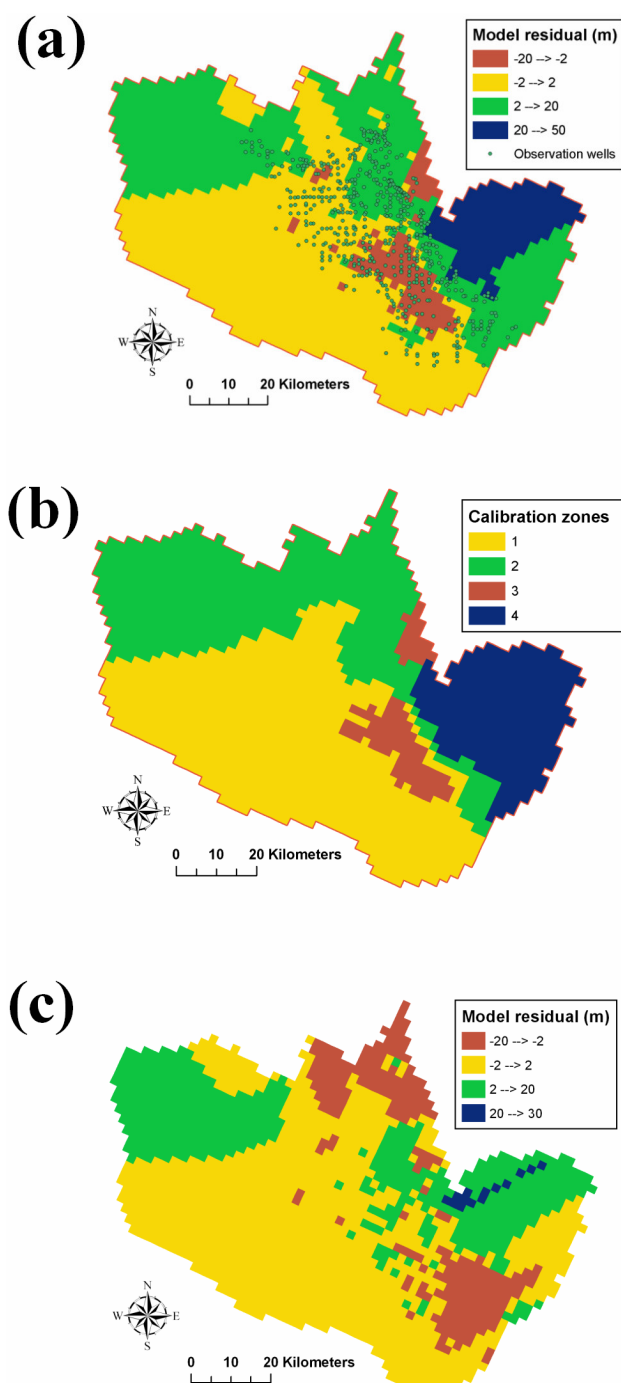 (a)
Model residual (m)
-20 --> -2
-2 --> 2
2 --> 20
20 --> 50
Observation wells
N
W E
S
0 10 20 Kilometers
(b)
Calibration zones
1
2
3
4
N
W E
S
0 10 20 Kilometers
(c)
Model residual (m)
-20 --> -2
-2 --> 2
2 --> 20
20 --> 30
N
W E
S
0 10 20 Kilometers